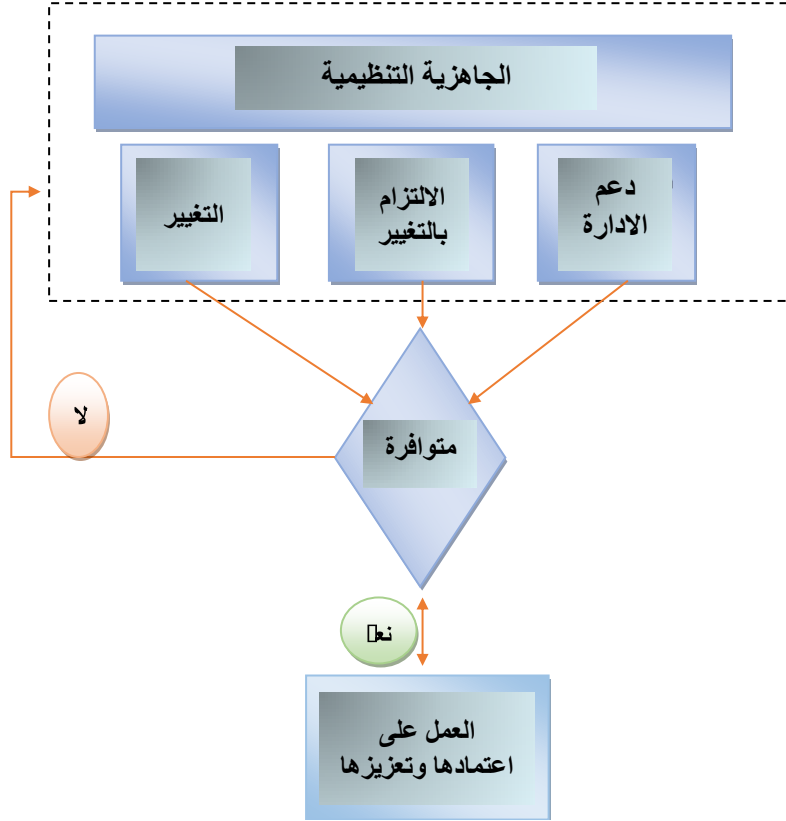 الجاهزية التنظيمية
دعم
الادارة
الالتزام
بالتغيير
التغيير
متوافرة
لا
العمل على
اعتمادها وتعزيزها